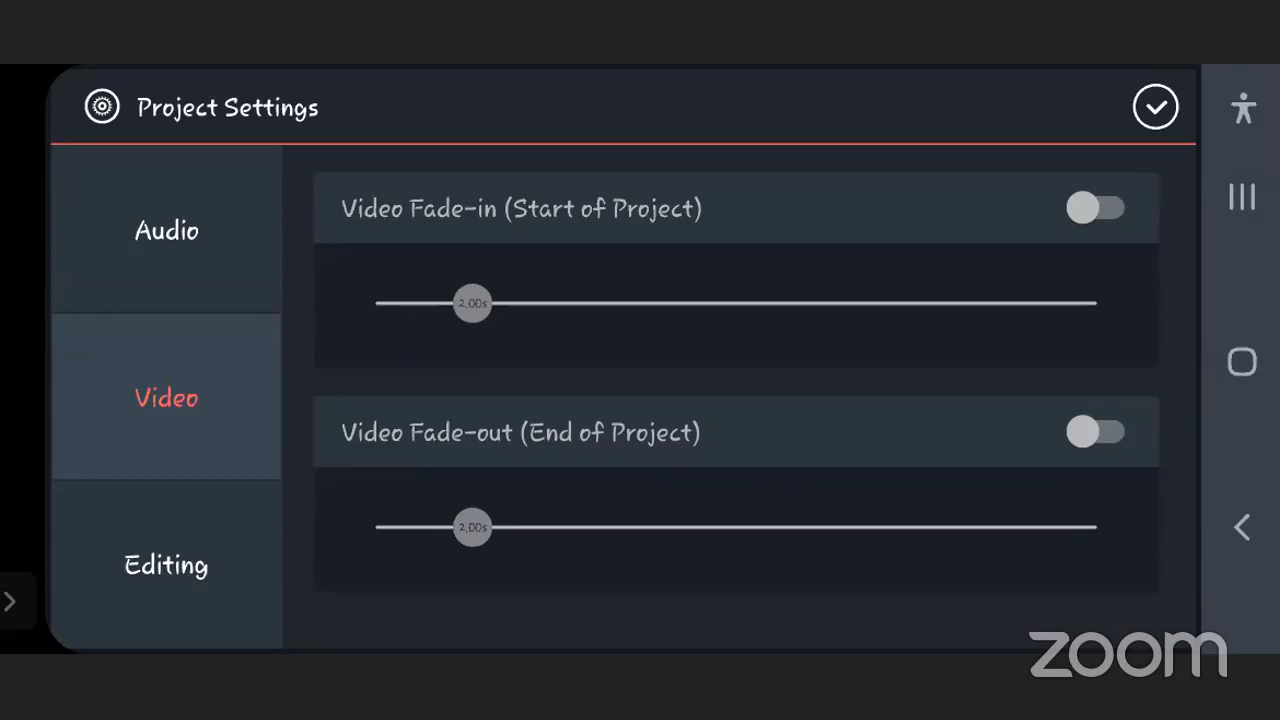 Project Settings
Audio
Video
Editing
Video Fade-in (Start of Project)
2.00s
Video Fade-out (End of Project)
2.00s
zoom